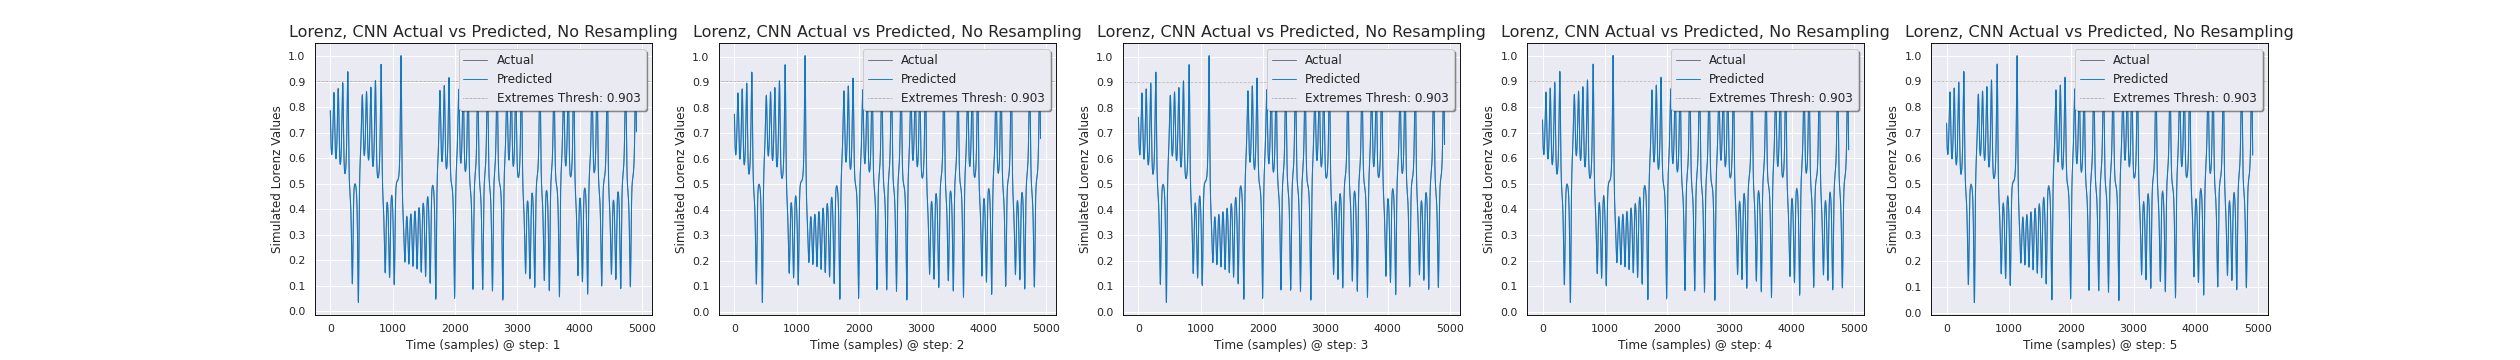 Lorenz, CNN Actual vs Predicted, No Resampling
Actual
Predicted
Extremes Thresh: 0.903
Simulated Lorenz Values
1.0
0.9
0.8
0.7
0.6
0.5
0.4
0.3
0.2
0.1
0.0
0 1000 2000 3000 4000 5000
Time (samples) @ step: 1
Lorenz, CNN Actual vs Predicted, No Resampling
Actual
Predicted
Extremes Thresh: 0.903
Simulated Lorenz Values
1.0
0.9
0.8
0.7
0.6
0.5
0.4
0.3
0.2
0.1
0.0
0 1000 2000 3000 4000 5000
Time (samples) @ step: 2
Lorenz, CNN Actual vs Predicted, No Resampling
Actual
Predicted
Extremes Thresh: 0.903
Simulated Lorenz Values
1.0
0.9
0.8
0.7
0.6
0.5
0.4
0.3
0.2
0.1
0.0
0 1000 2000 3000 4000 5000
Time (samples) @ step: 3
Lorenz, CNN Actual vs Predicted, No Resampling
Actual
Predicted
Extremes Thresh: 0.903
Simulated Lorenz Values
1.0
0.9
0.8
0.7
0.6
0.5
0.4
0.3
0.2
0.1
0.0
0 1000 2000 3000 4000 5000
Time (samples) @ step: 4
Lorenz, CNN Actual vs Predicted, No Resampling
Actual
Predicted
Extremes Thresh: 0.903
Simulated Lorenz Values
1.0
0.9
0.8
0.7
0.6
0.5
0.4
0.3
0.2
0.1
0.0
0 1000 2000 3000 4000 5000
Time (samples) @ step: 5